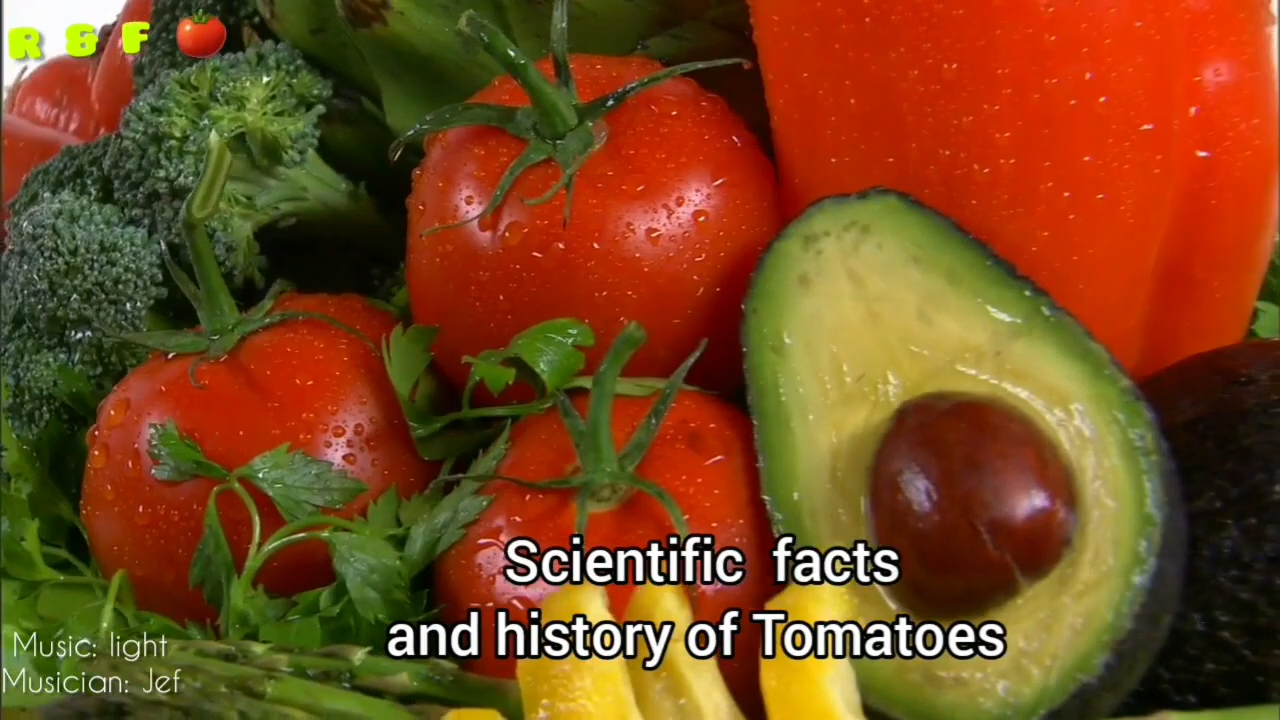 R & F 🍅
Scientific facts
and history of Tomatoes
Music: light
Musician: Jef